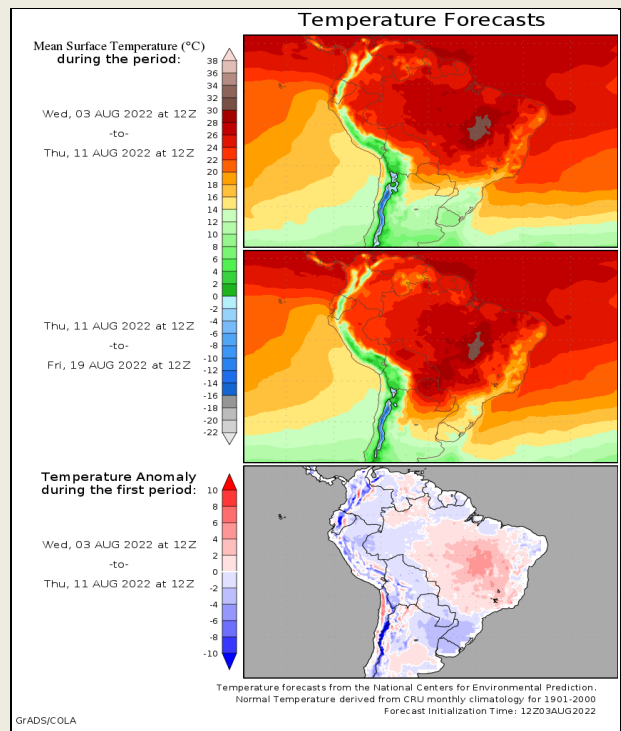 Temperature Forecasts
Mean Surface Temperature (°C)
during the period:
Wed, 03 AUG 2022 at 12Z
-to-
Thu, 11 AUG 2022 at 12Z
38
36
34
32
30
28
26
24
22
20
18
16
14
12
10
8
6
4
2
0
-2
-4
-6
-8
-10
-12
-14
-16
-18
-20
-22
Thu, 11 AUG 2022 at 12Z
-to-
Fri, 19 AUG 2022 at 12Z
Temperature Anomaly
during the first period:
Wed, 03 AUG 2022 at 12Z
-to-
Thu, 11 AUG 2022 at 12Z
10
8
6
4
2
0
-2
-4
-6
-8
-10
Temperature forecasts from the National Centers for Environmental Prediction.
Normal Temperature derived from CRU monthly climatology for 1901-2000
Forecast Initialization Time: 12Z03AUG2022
GrADS/COLA